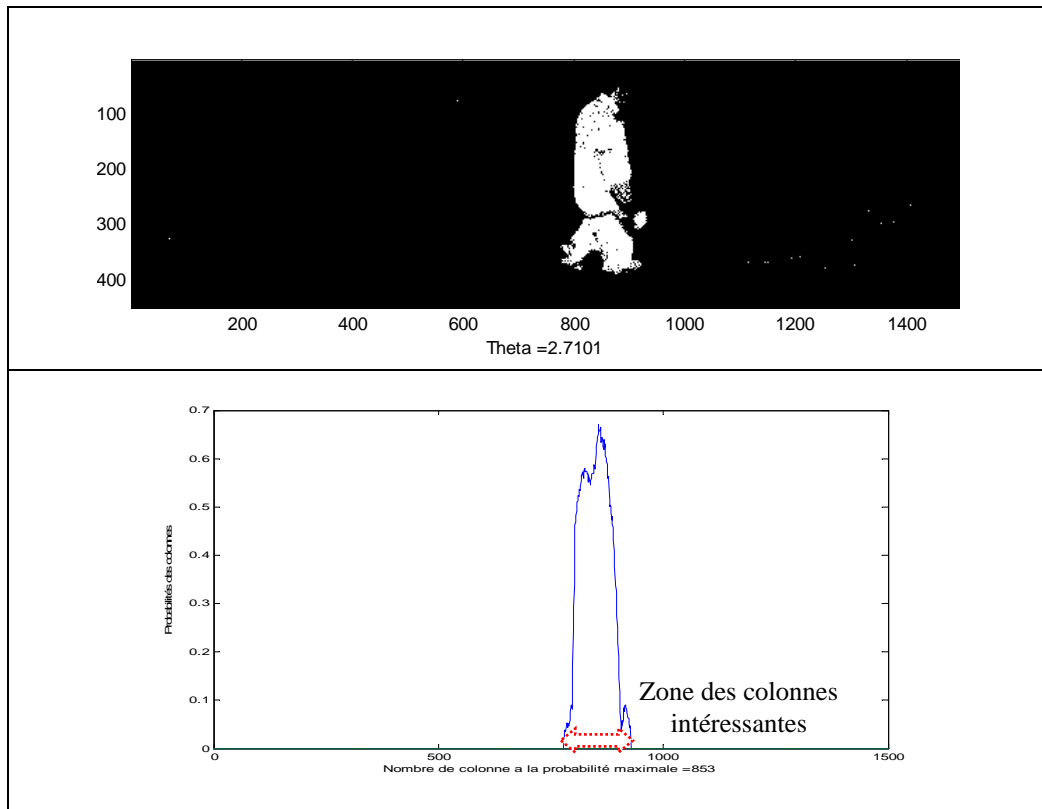 100
200
300
400
200 400 600 800 1000 1200 1400
Theta =2.7101
0.7
0.6
0.5
0.4
0.3
0.2
0.1
0
Probabilités des colonnes
Zone des colonnes
intéressantes
0 500 1000 1500
Nombre de colonne a la probabilité maximale =853